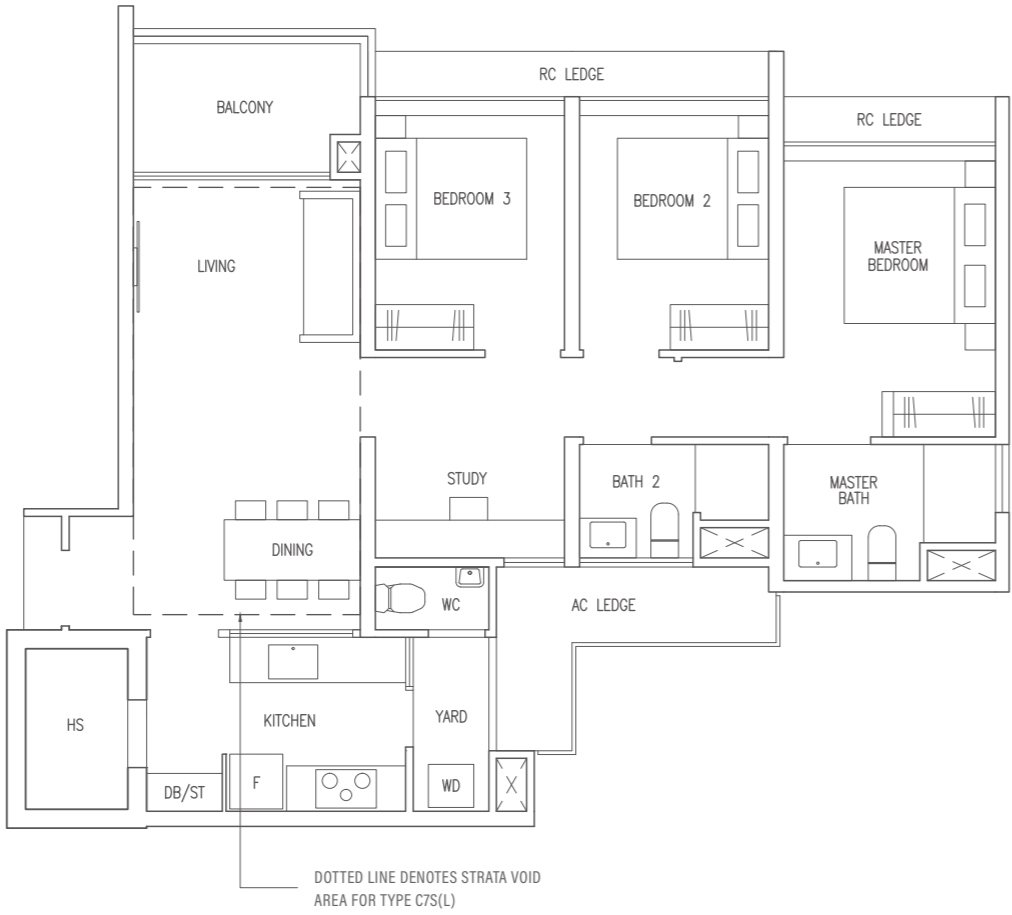 RC LEDGE
BALCONY
RC LEDGE
BEDROOM 3
BEDROOM 2
MASTER
BEDROOM
LIVING
STUDY
BATH 2
MASTER
BATH
DINING
WC
AC LEDGE
HS
KITCHEN
YARD
DB/ST
F
WD
DOTTED LINE DENOTES STRATA VOID
AREA FOR TYPE C7S(L)